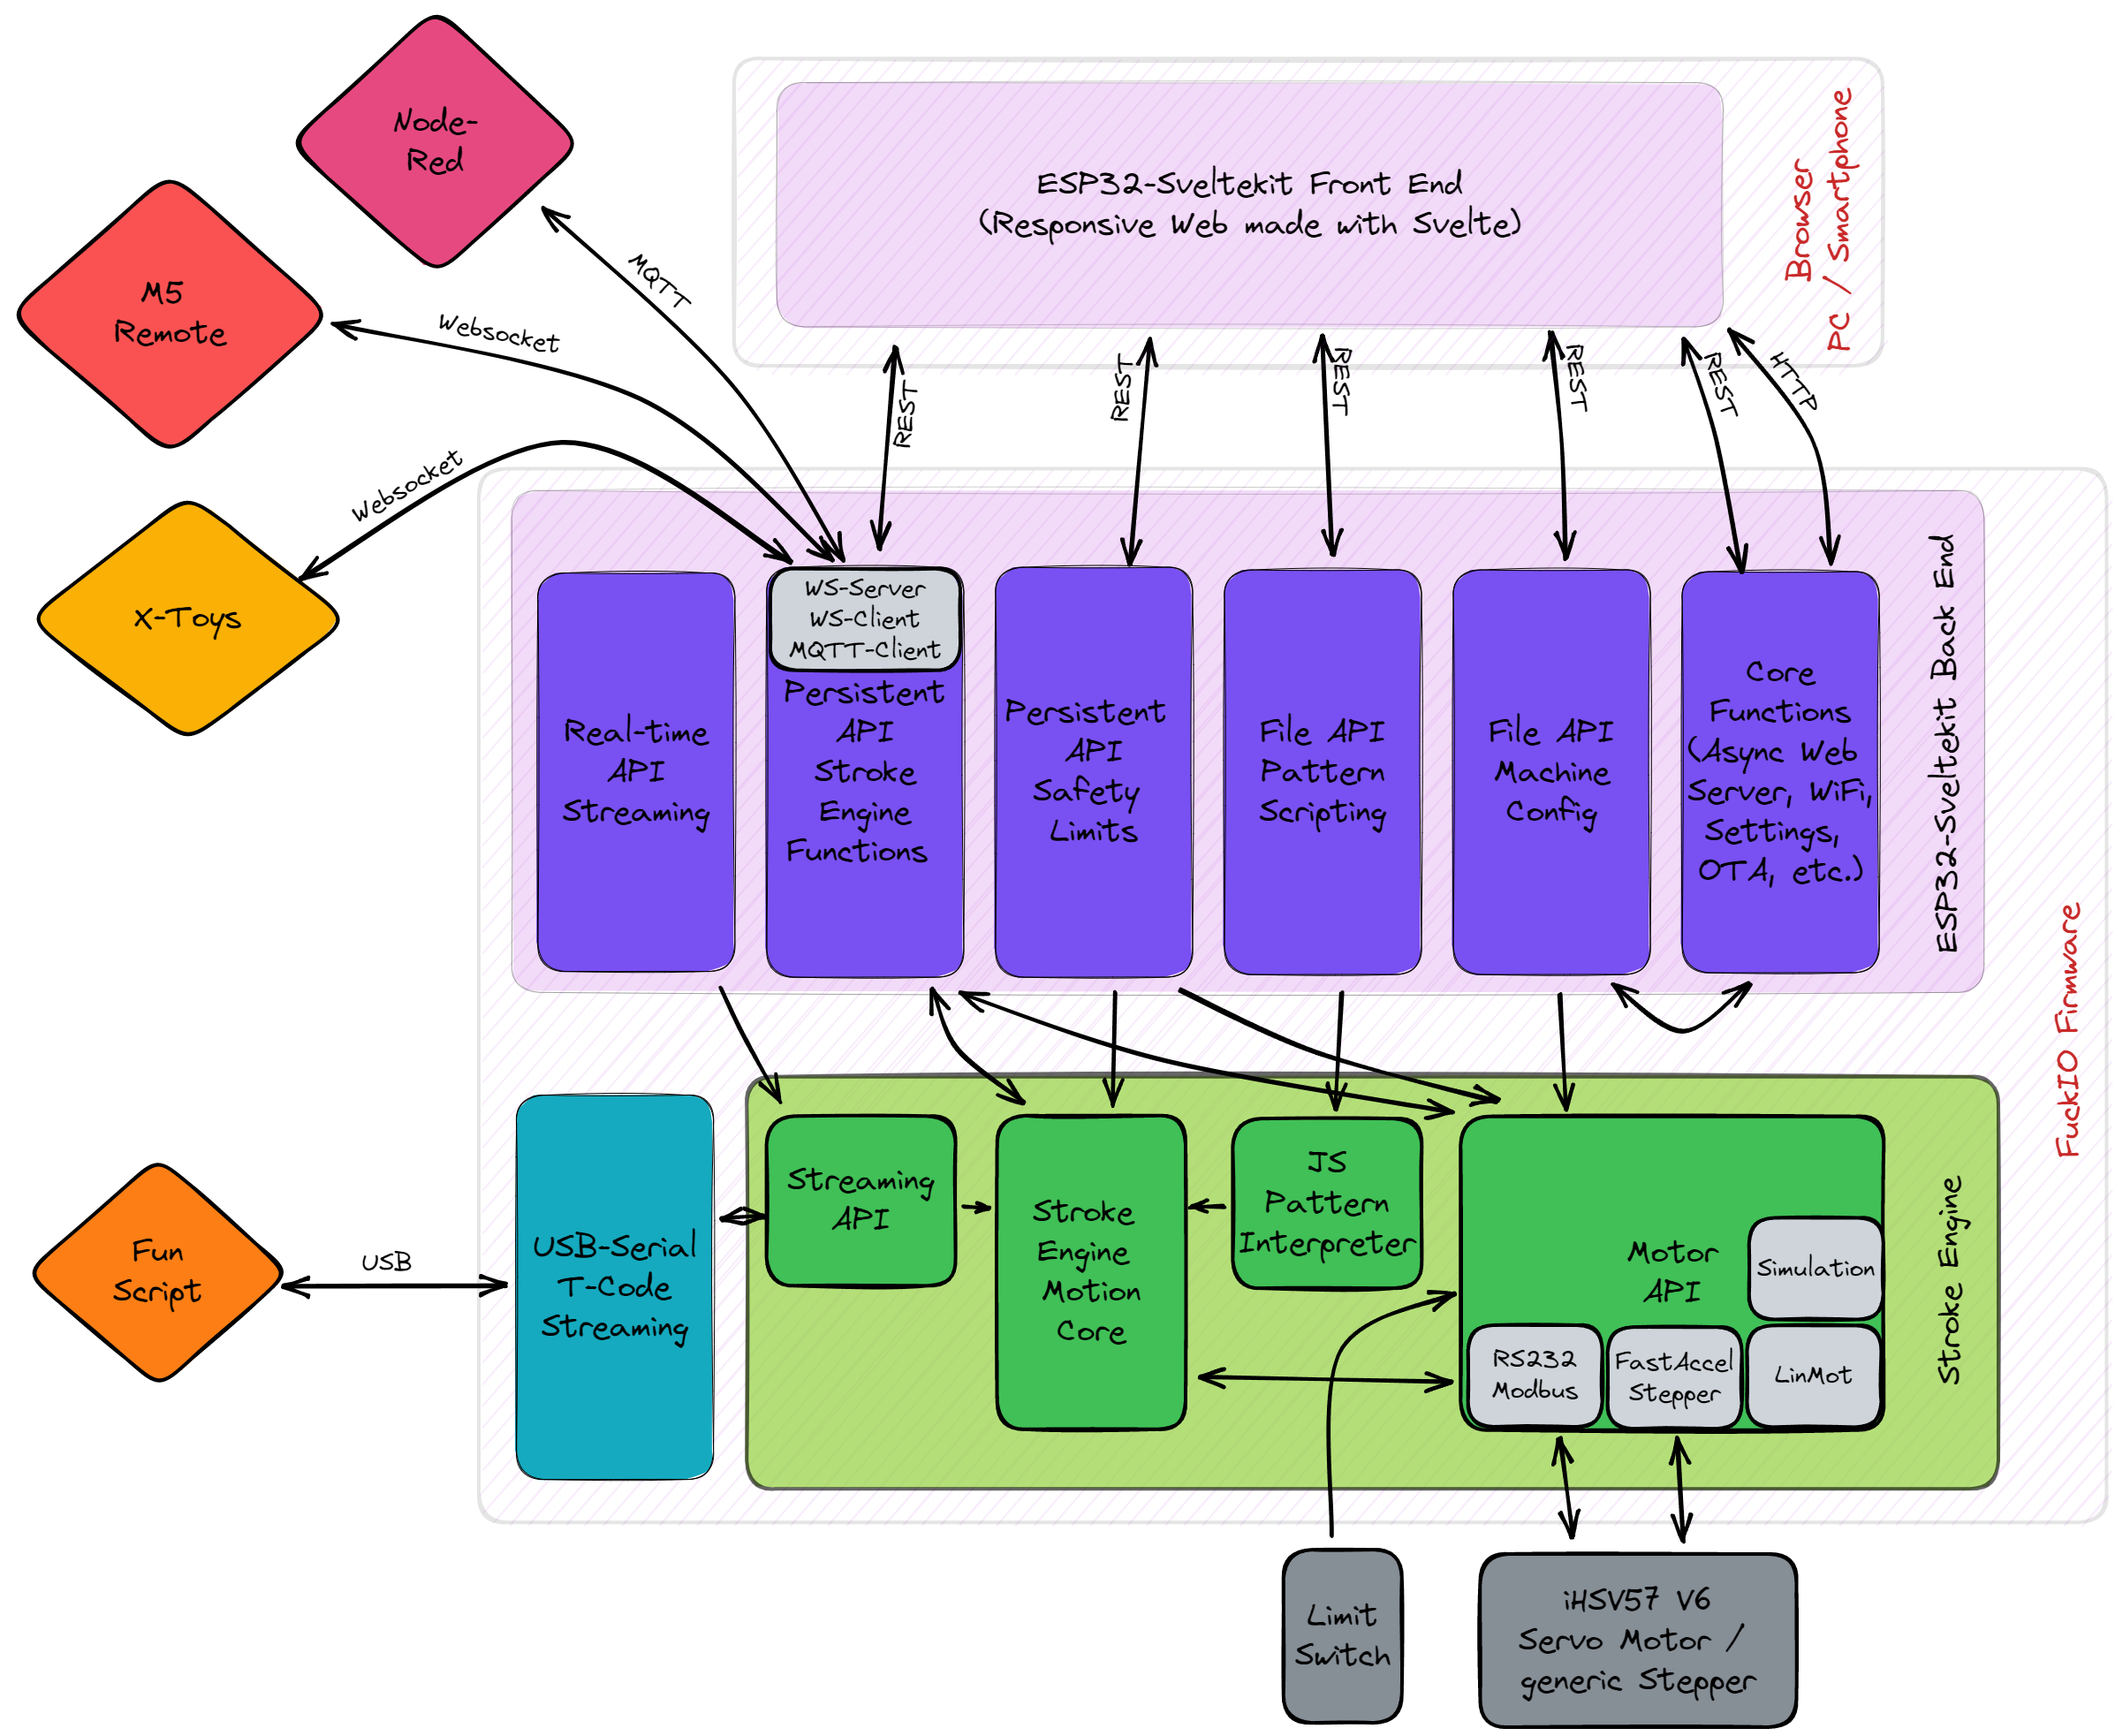 Node-
Red
M5
Remote
X-Toys
MQTT
Websocket
Websocket
ESP32-Sveltekit Front End
(Responsive Web made with Svelte)
Browser
PC / Smartphone
REST
REST
REST
REST
REST
HTTP
Real-time
API
Streaming
WS-Server
WS-Client
MQTT-Client
Persistent
API
Stroke
Engine
Functions
Persistent
API
Safety
Limits
File API
Pattern
Scripting
File API
Machine
Config
Core
Functions
(Async Web
Server, WiFi,
Settings,
OTA, etc.)
ESP32-Sveltekit Back End
FuckIO Firmware
Fun
Script
USB
USB-Serial
T-Code
Streaming
Streaming
API
Stroke
Engine
Motion
Core
JS
Pattern
Interpreter
Motor
API
Simulation
RS232
Modbus
FastAccel
Stepper
LinMot
Stroke Engine
Limit
Switch
iHSV57 V6
Servo Motor /
generic Stepper